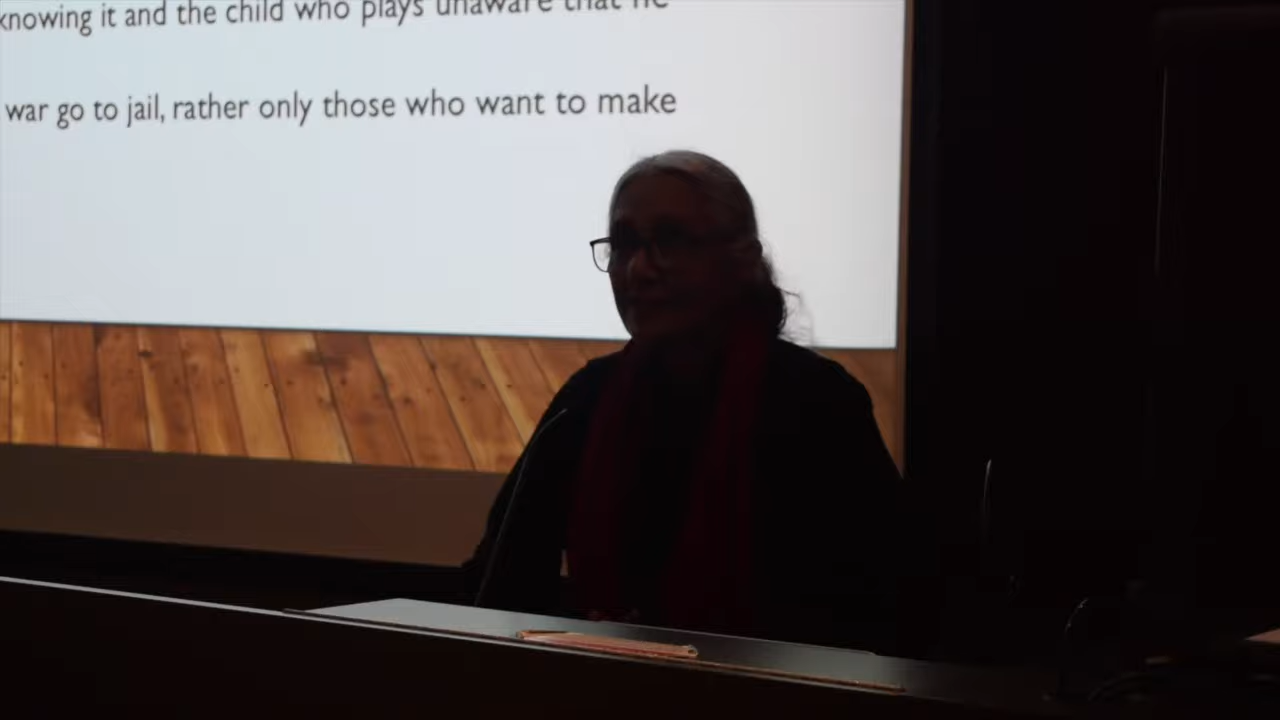 knowing it and the child who plays unaware that he
war go to jail, rather only those who want to make